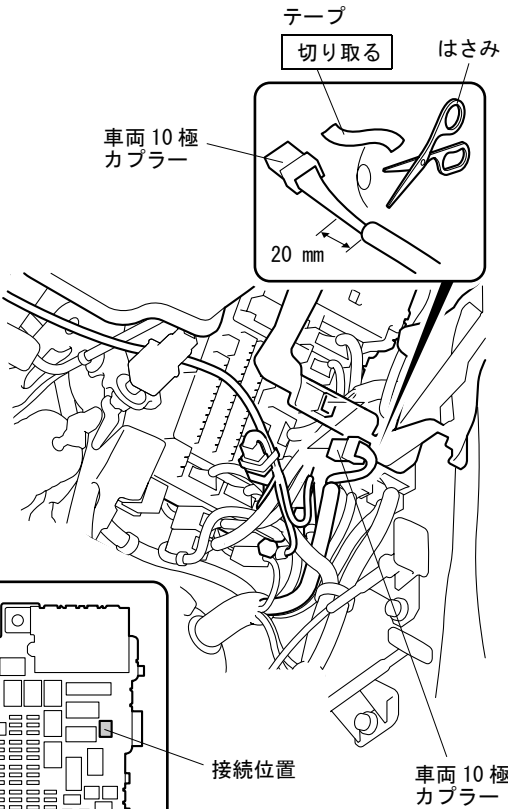 テープ
切り取る
はさみ
車両 10 極
カプラー
20 mm
接続位置
車両 10 極
カプラー